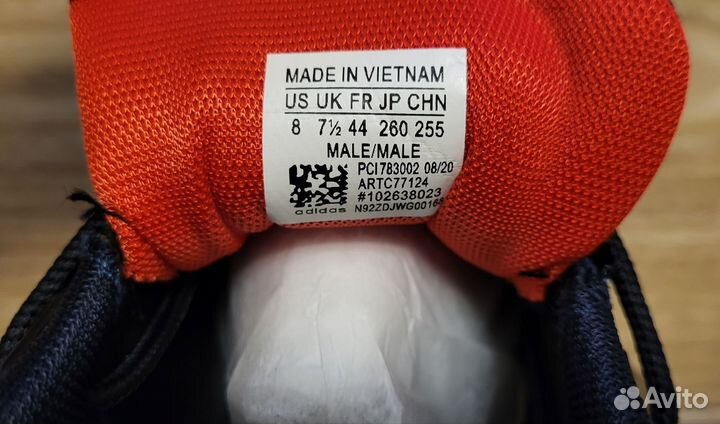 MADE IN VIETNAM
US UK FR JP CHN
8 7½ 44 260 255
MALE/MALE
PCI783002 08/20
ARTC77124
#102638023
adidas N92ZDJWG00168
Avito